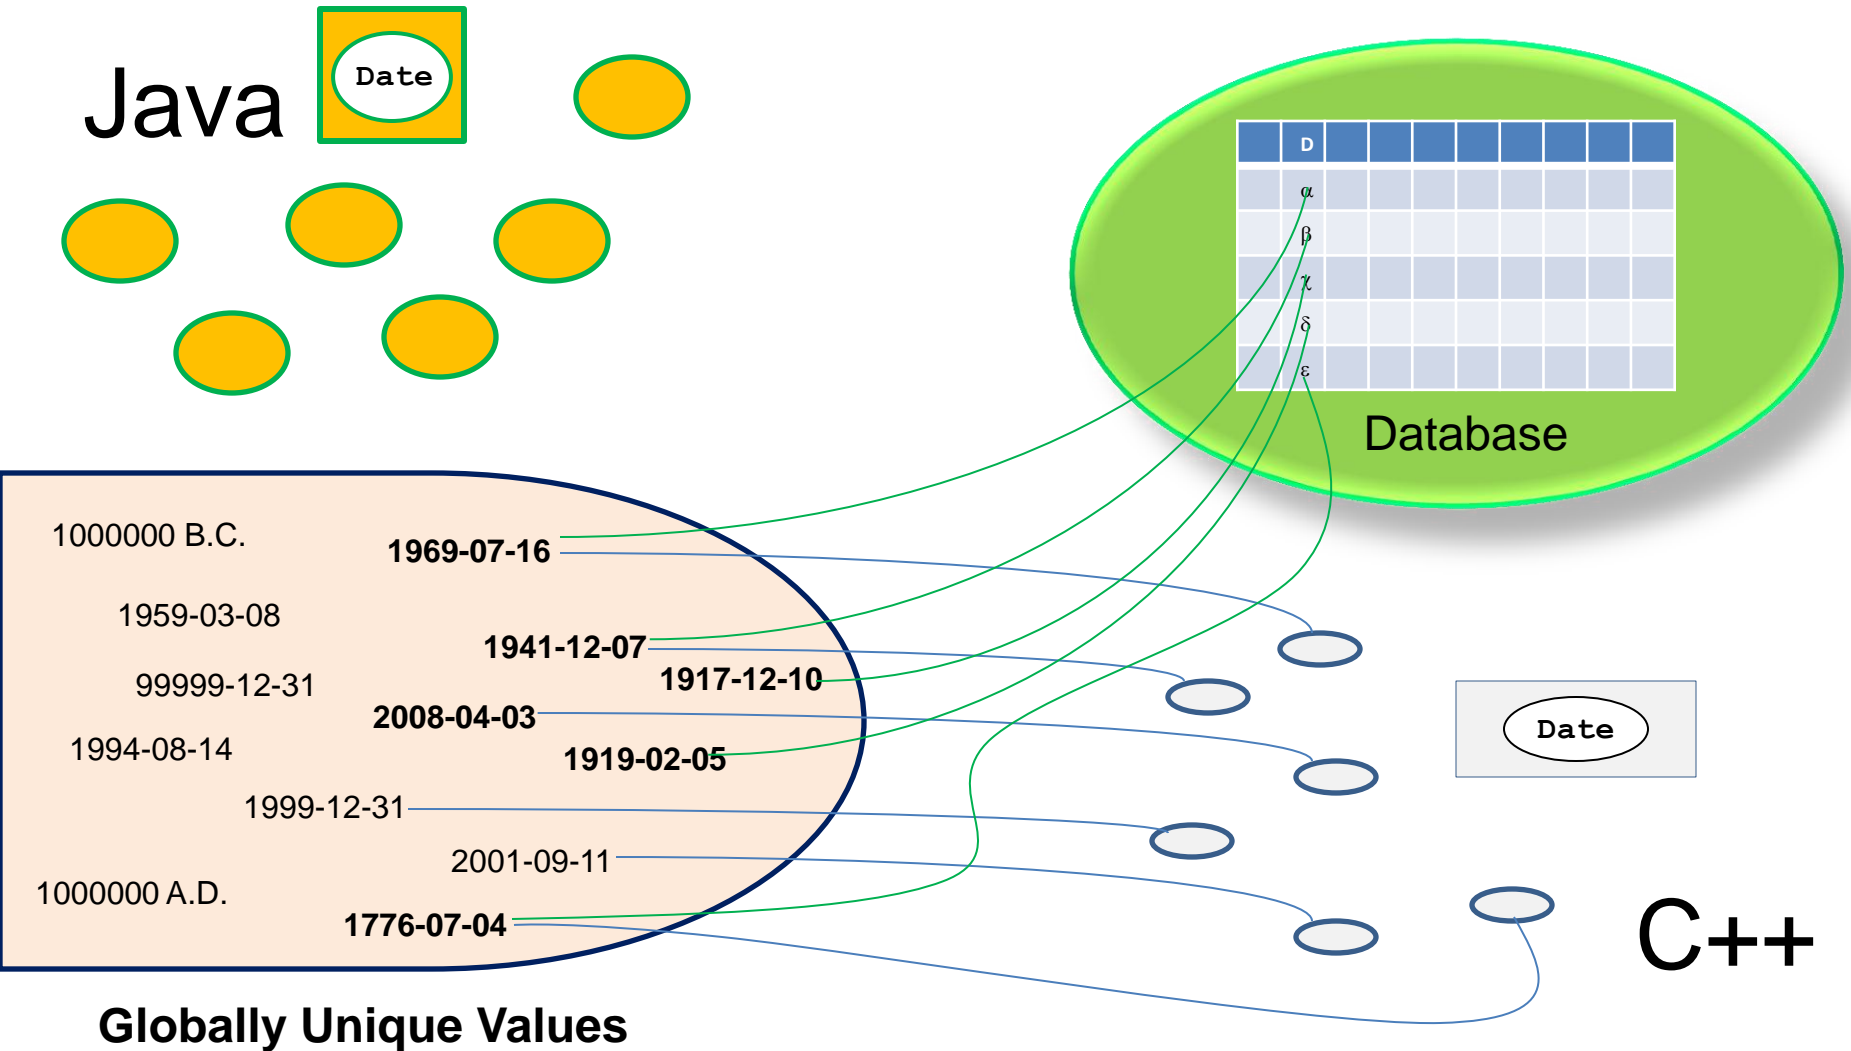 Java
Date
D
α
β
χ
δ
ε
Database
1000000 B.C.
1969-07-16
1959-03-08
1941-12-07
99999-12-31
1917-12-10
2008-04-03
1994-08-14
1919-02-05
1999-12-31
2001-09-11
1000000 A.D.
1776-07-04
Date
C++
Globally Unique Values